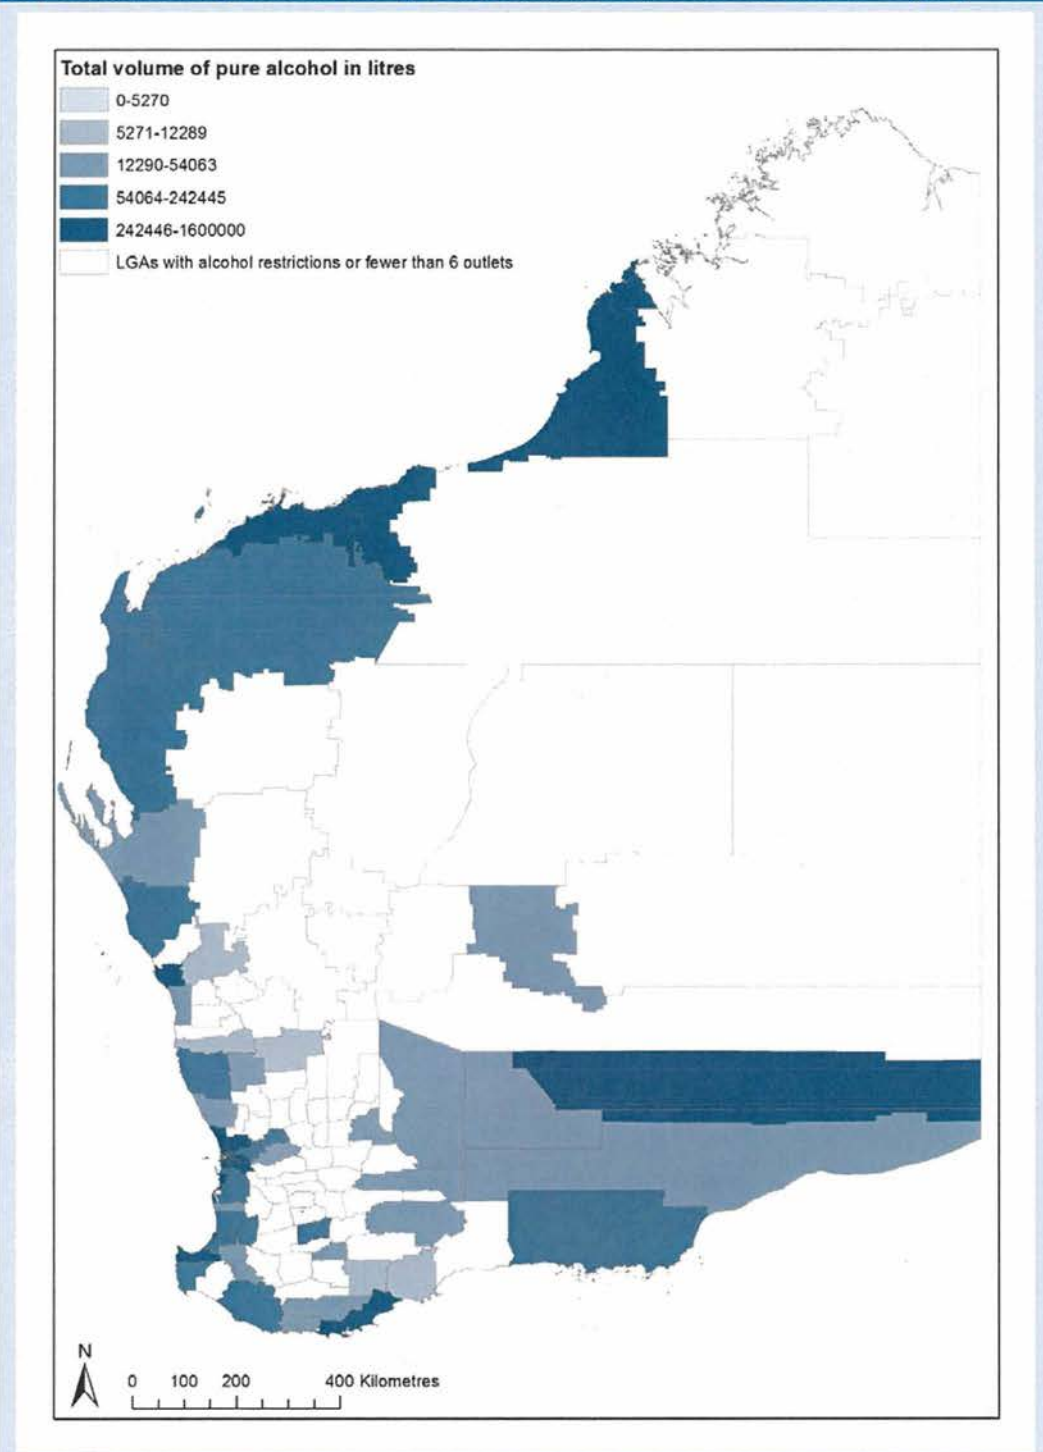 Total volume of pure alcohol in litres
0-5270
5271-12289
12290-54063
54064-242445
242446-1600000
LGAs with alcohol restrictions or fewer than 6 outlets
N
0 100 200 400 Kilometres